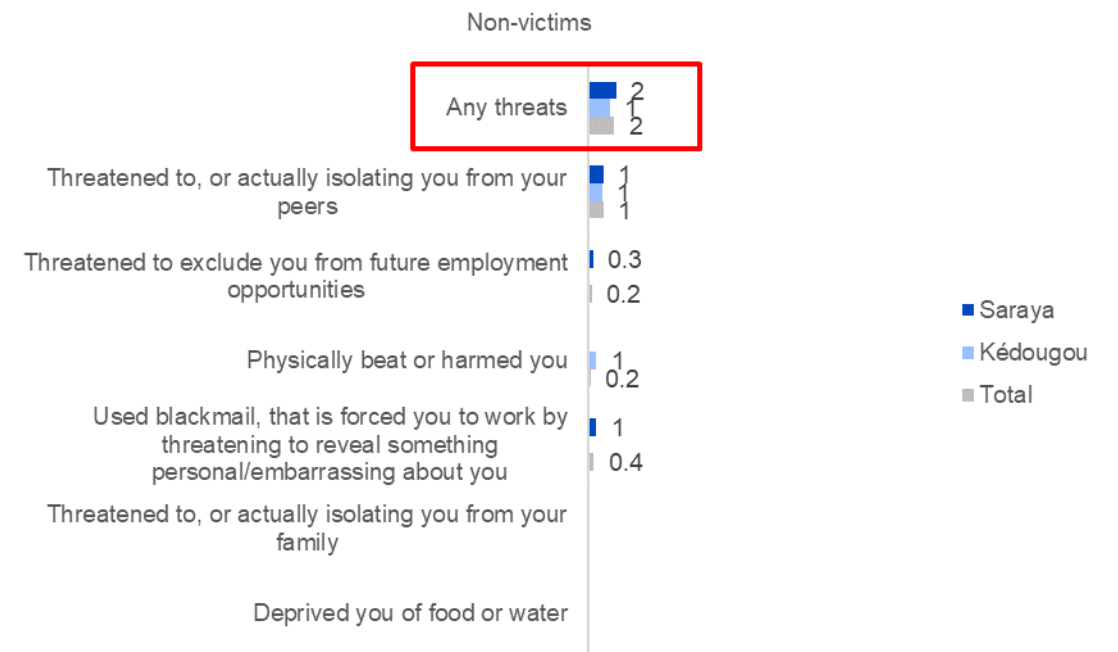 Non-victims
Any threats
2
1
2
Threatened to, or actually isolating you from your
peers
1
1
1
Threatened to exclude you from future employment
opportunities
0.3
0.2
Physically beat or harmed you
1
0.2
Used blackmail, that is forced you to work by
threatening to reveal something
personal/embarrassing about you
1
0.4
Threatened to, or actually isolating you from your
family
Deprived you of food or water
Saraya
Kédougou
Total